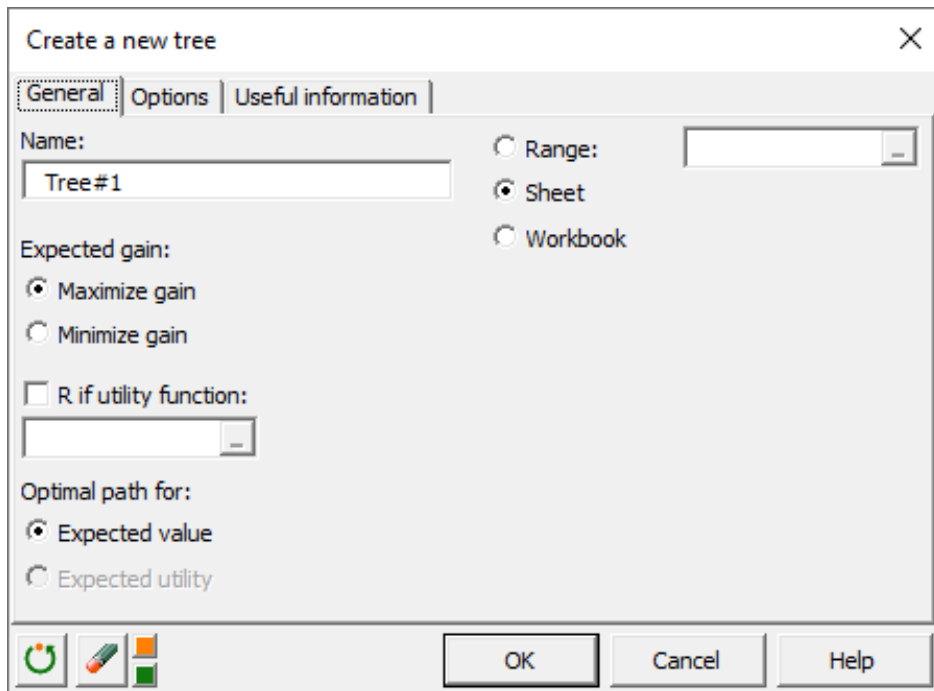 Create a new tree
General Options Useful information
Name:
Tree#1
Expected gain:
Maximize gain
Minimize gain
R if utility function:
Optimal path for:
Expected value
Expected utility
Range:
Sheet
Workbook
OK Cancel Help